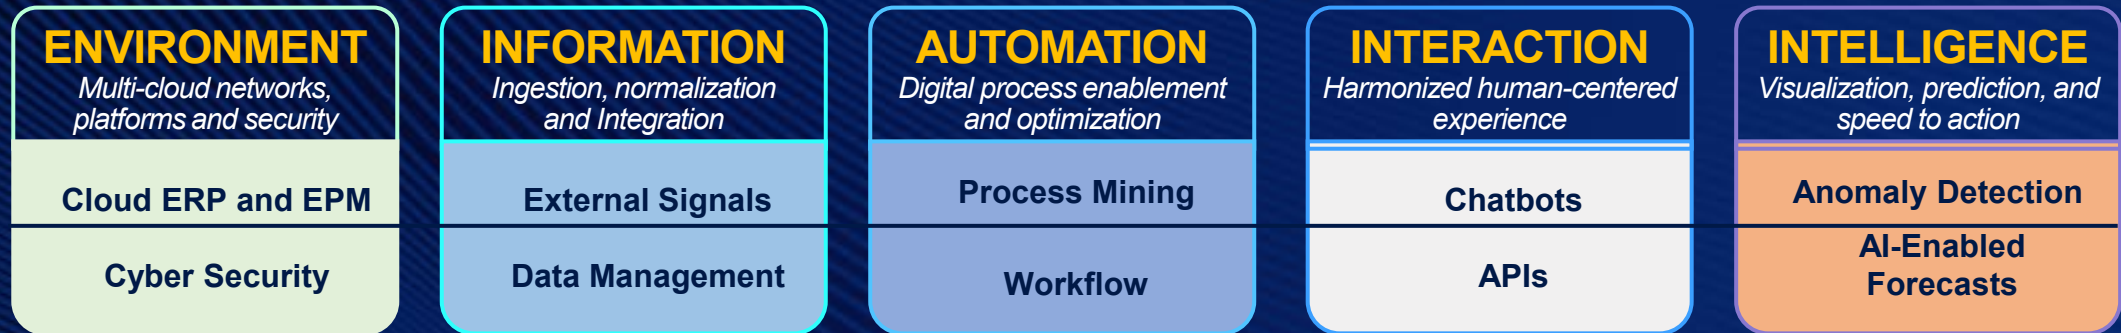 ENVIRONMENT
Multi-cloud networks,
platforms and security
Cloud ERP and EPM
Cyber Security
INFORMATION
Ingestion, normalization
and Integration
External Signals
Data Management
AUTOMATION
Digital process enablement
and optimization
Process Mining
Workflow
INTERACTION
Harmonized human-centered
experience
Chatbots
APIs
INTELLIGENCE
Visualization, prediction, and
speed to action
Anomaly Detection
AI-Enabled
Forecasts